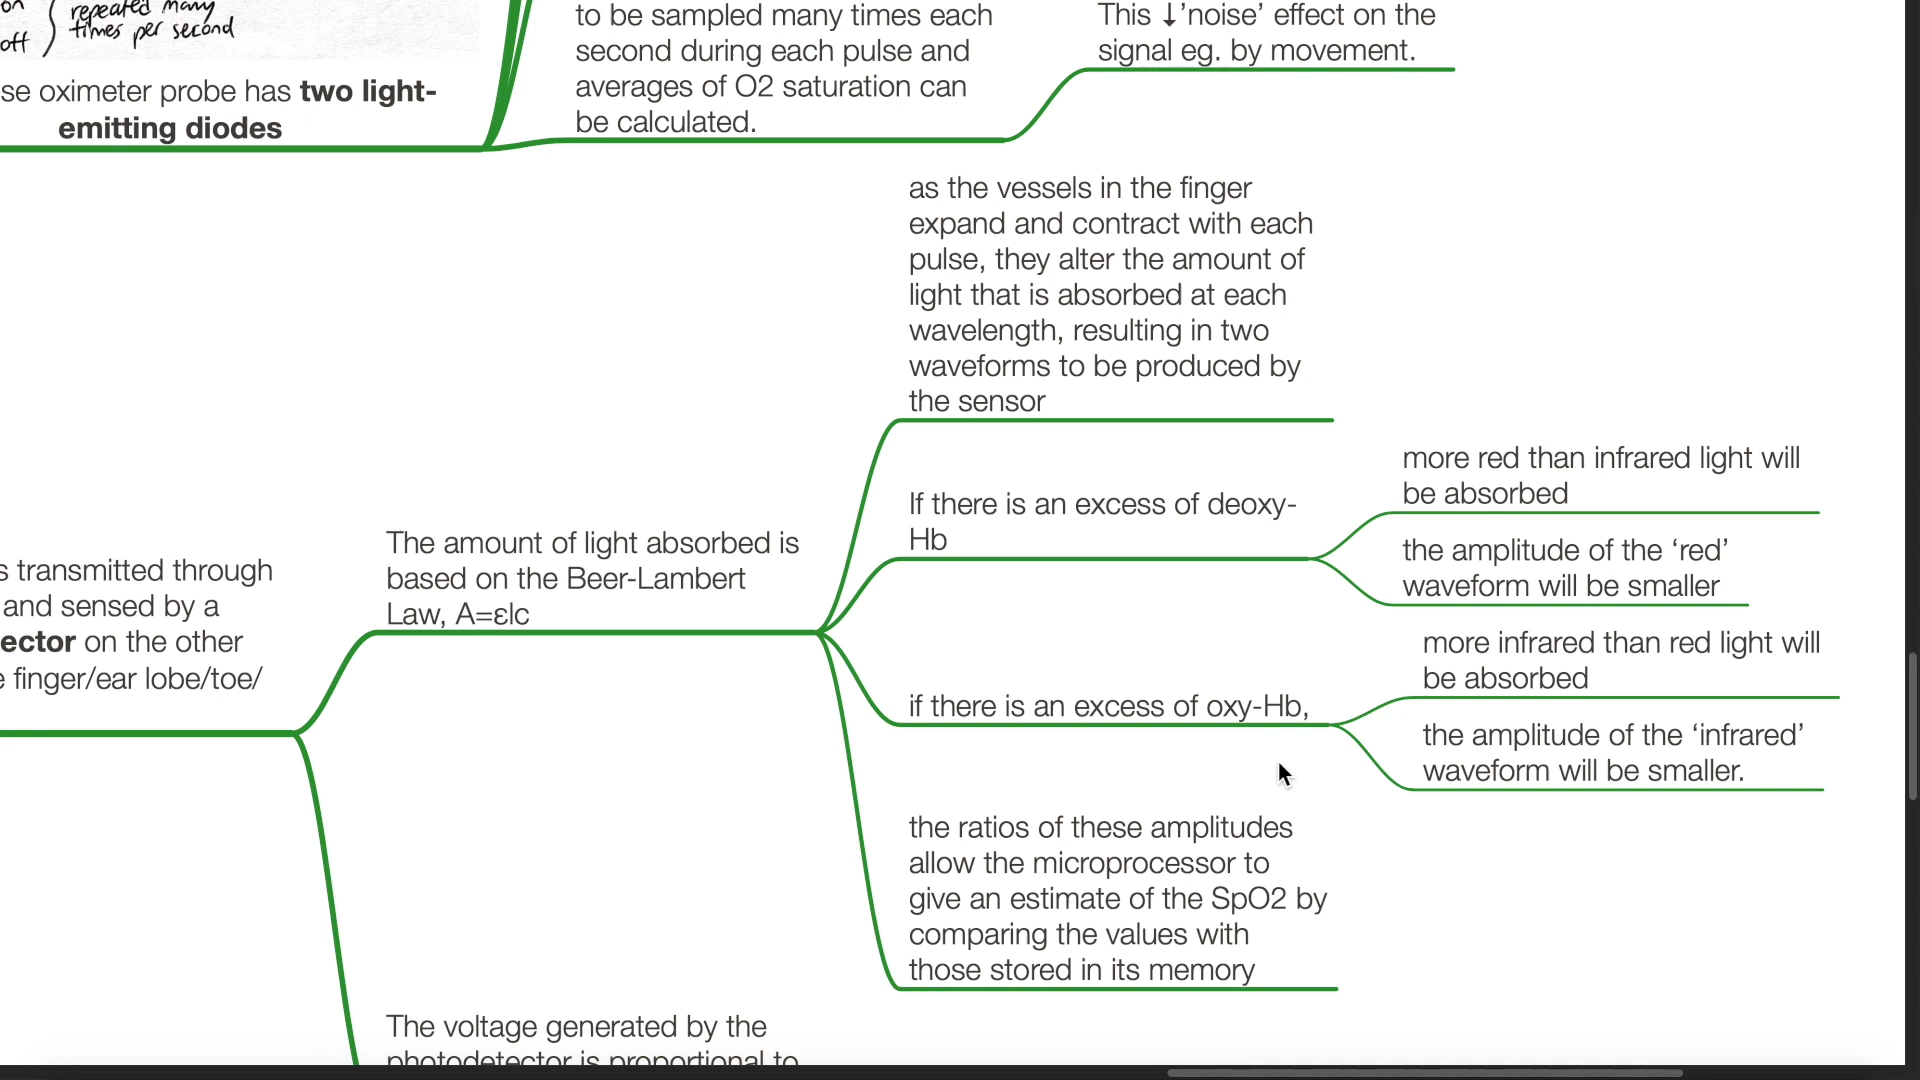 on
repeated many
off
times per second
se oximeter probe has two light-
emitting diodes
to be sampled many times each
second during each pulse and
averages of O2 saturation can
be calculated.
This ↓'noise' effect on the
signal eg. by movement.
as the vessels in the finger
expand and contract with each
pulse, they alter the amount of
light that is absorbed at each
wavelength, resulting in two
waveforms to be produced by
the sensor
s transmitted through
and sensed by a
ector on the other
e finger/ear lobe/toe/
The amount of light absorbed is
based on the Beer-Lambert
Law, A=εlc
If there is an excess of deoxy-
Hb
more red than infrared light will
be absorbed
the amplitude of the ‘red’
waveform will be smaller
if there is an excess of oxy-Hb,
more infrared than red light will
be absorbed
the amplitude of the ‘infrared’
waveform will be smaller.
the ratios of these amplitudes
allow the microprocessor to
give an estimate of the SpO2 by
comparing the values with
those stored in its memory
The voltage generated by the
photodetector is proportional to